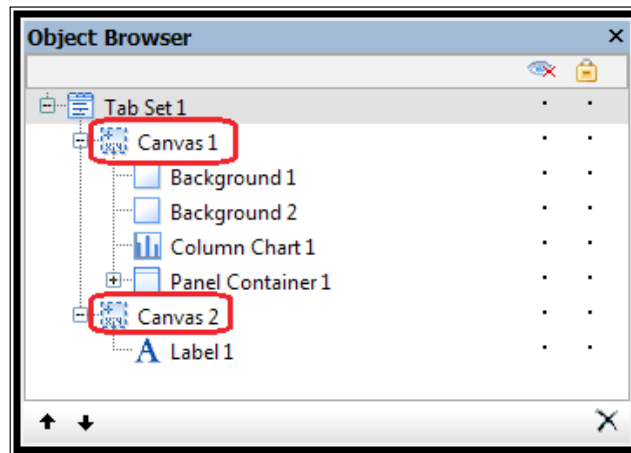 Object Browser
Tab Set 1
Canvas 1
Background 1
Background 2
Column Chart 1
Panel Container 1
Canvas 2
A Label 1